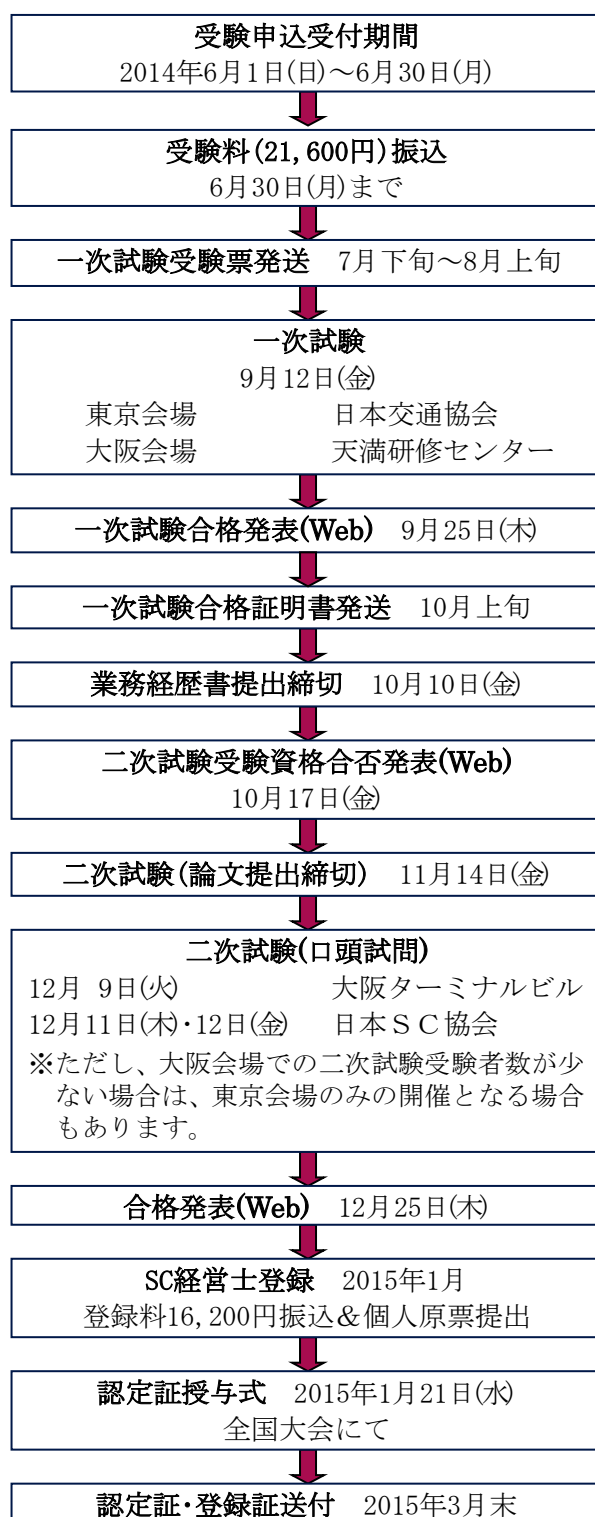 受験申込受付期間
2014年6月1日(日)～6月30日(月)
受験料(21,600円)振込
6月30日(月)まで
一次試験受験票発送　7月下旬～8月上旬
一次試験
9月12日(金)
東京会場　日本交通協会
大阪会場　天満研修センター
一次試験合格発表(Web)　9月25日(木)
一次試験合格証明書発送　10月上旬
業務経歴書提出締切　10月10日(金)
二次試験受験資格合否発表(Web)
10月17日(金)
二次試験(論文提出締切)　11月14日(金)
二次試験(口頭試問)
12月 9日(火)　大阪ターミナルビル
12月11日(木)・12日(金)　日本ＳＣ協会
※ただし、大阪会場での二次試験受験者数が少
ない場合は、東京会場のみの開催となる場合
もあります。
合格発表(Web)　12月25日(木)
SC経営士登録　2015年1月
登録料16,200円振込＆個人原票提出
認定証授与式　2015年1月21日(水)
全国大会にて
認定証・登録証送付　2015年3月末